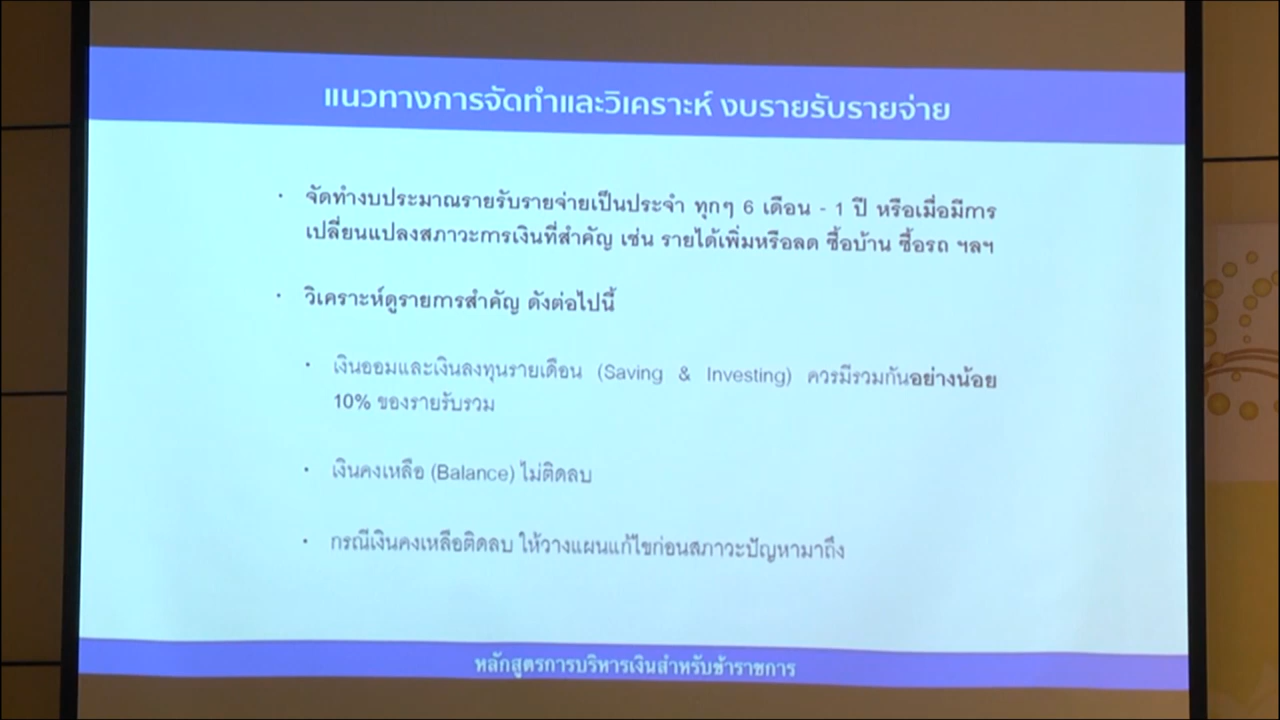 แนวทางการจัดทำและวิเคราะห์ งบรายรับรายจ่าย
· จัดทำงบประมาณรายรับรายจ่ายเป็นประจำ ทุกๆ 6 เดือน - 1 ปี หรือเมื่อมีการ
เปลี่ยนแปลงสภาวะการเงินที่สำคัญ เช่น รายได้เพิ่มหรือลด ซื้อบ้าน ซื้อรถ ฯลฯ
· วิเคราะห์ดูรายการสำคัญ ดังต่อไปนี้
· เงินออมและเงินลงทุนรายเดือน (Saving & Investing) ควรมีรวมกันอย่างน้อย
10% ของรายรับรวม
· เงินคงเหลือ (Balance) ไม่ติดลบ
· กรณีเงินคงเหลือติดลบ ให้วางแผนแก้ไขก่อนสภาวะปัญหามาถึง
หลักสูตรการบริหารเงินสำหรับข้าราชการ